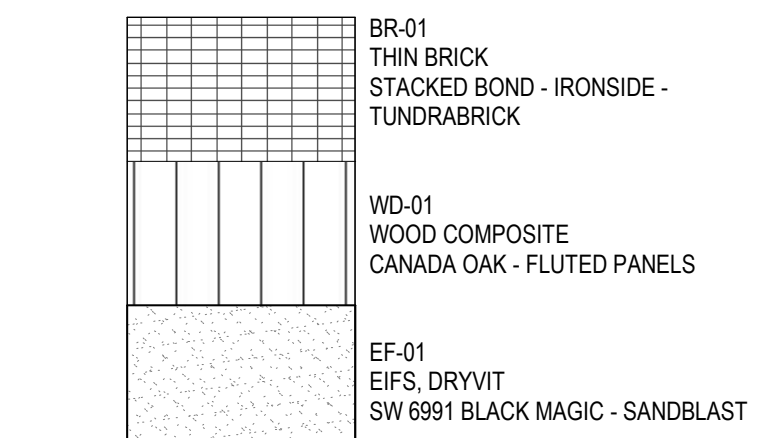 BR-01
THIN BRICK
STACKED BOND - IRONSIDE -
TUNDRABRICK
WD-01
WOOD COMPOSITE
CANADA OAK - FLUTED PANELS
EF-01
EIFS, DRYVIT
SW 6991 BLACK MAGIC - SANDBLAST